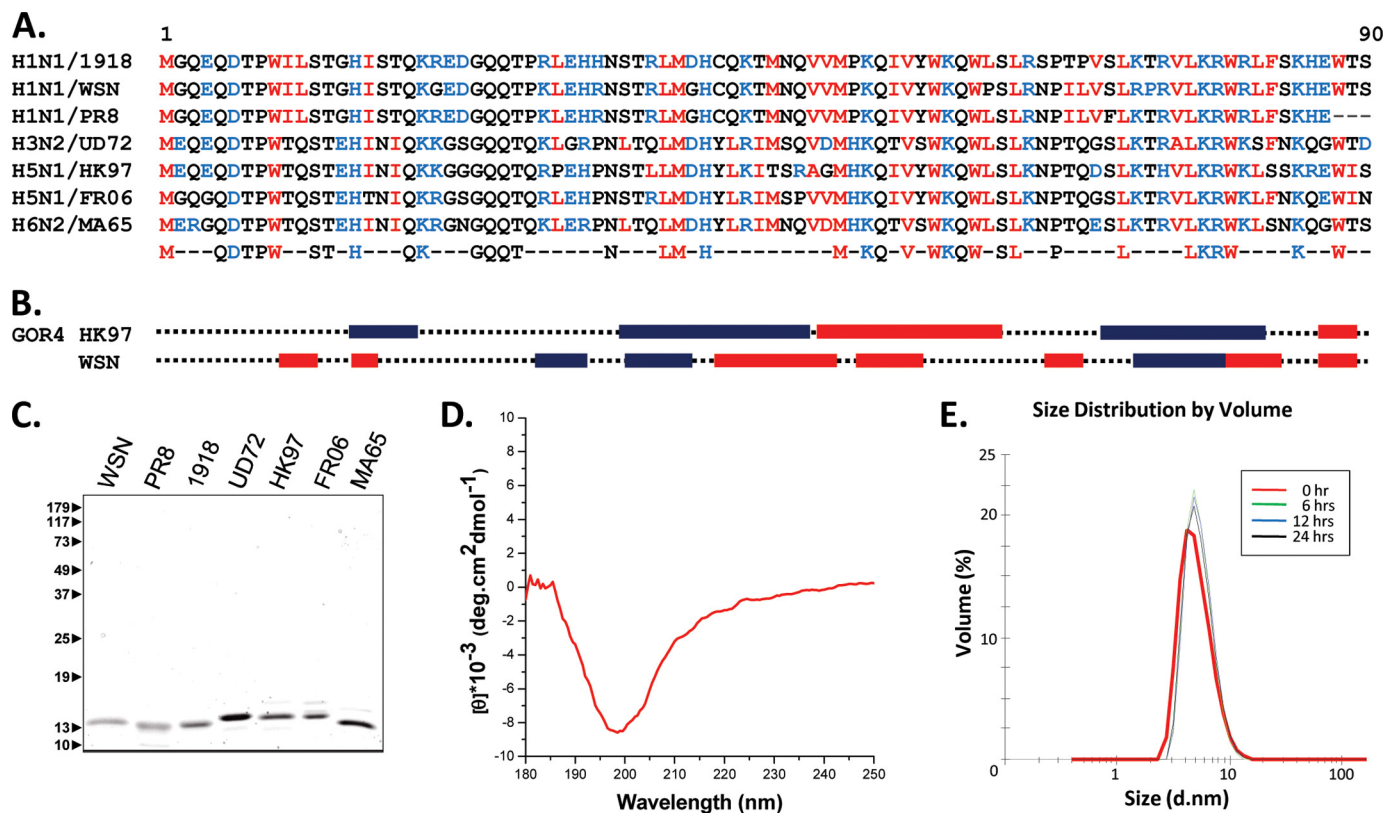 A.
1 90
H1N1/1918 MGQEQDTPWILSTGHISTQKREDGQQTPRLEHHNSTRLMDHCQKTMNQVVMPKQIVYWKQWLSLRSPTPVSLKTRVLKRWRLFSKHEWTS
H1N1/WSN MGQEQDTPWILSTGHISTQKGEDGQQTPKLEHRNSTRLMGHCQKTMNQVVMPKQIVYWKQWPSLRNPILVSLRPRVLKRWRLFSKHEWTS
H1N1/PR8 MGQEQDTPWILSTGHISTQKREDGQQTPKLEHRNSTRLMGHCQKTMNQVVMPKQIVYWKQWLSLRNPILVFLKTRVLKRWRLFSKHE---
H3N2/UD72 MEQEQDTPWTQSTEHINIQKKGSGQQTQKLGRPNLTQLMDHYLRIMSQVDMHKQTVSWKQWLSLKNPTQGSLKTRALKRWKSFNKQGWTD
H5N1/HK97 MEQEQDTPWTQSTEHINIQKKGGGQQTQRPEHPNSTLLMDHYLKITSRAGMHKQIVYWKQWLSLKNPTQDSLKTHVLKRWKLSSKREWIS
H5N1/FR06 MGQGQDTPWTQSTEHTNIQKRGSGQQTQKLEHPNSTRLMDHYLRIMSPVGMHKQIVYWKQWLSLKNPTQGSLKTRVLKRWKLFNKQEWIN
H6N2/MA65 MERGQDTPWTQSTEHINIQKRGNGQQTQKLERPNLTQLMDHYLRIMNQVDMHKQTVSWKQWLSLKNPTQESLKTRVLKRWKLSNKQGWTS
M---QDTPW--ST-H---QK---GQQT------N---LM-H---------M-KQ-V-WKQW-SL--P----L----LKRW----K---W--
B.
GOR4 HK97
WSN
C.
WSN PR8 1918 UD72 HK97 FR06 MA65
179
117
73
49
37
25
19
13
10
D.
[θ]*10⁻³ (deg.cm²dmol⁻¹)
10
8
6
4
2
0
-2
-4
-6
-8
-10
180 190 200 210 220 230 240 250
Wavelength (nm)
E.
Size Distribution by Volume
Volume (%)
25
20
10
0
0 hr
6 hrs
12 hrs
24 hrs
0 1 10 100
Size (d.nm)